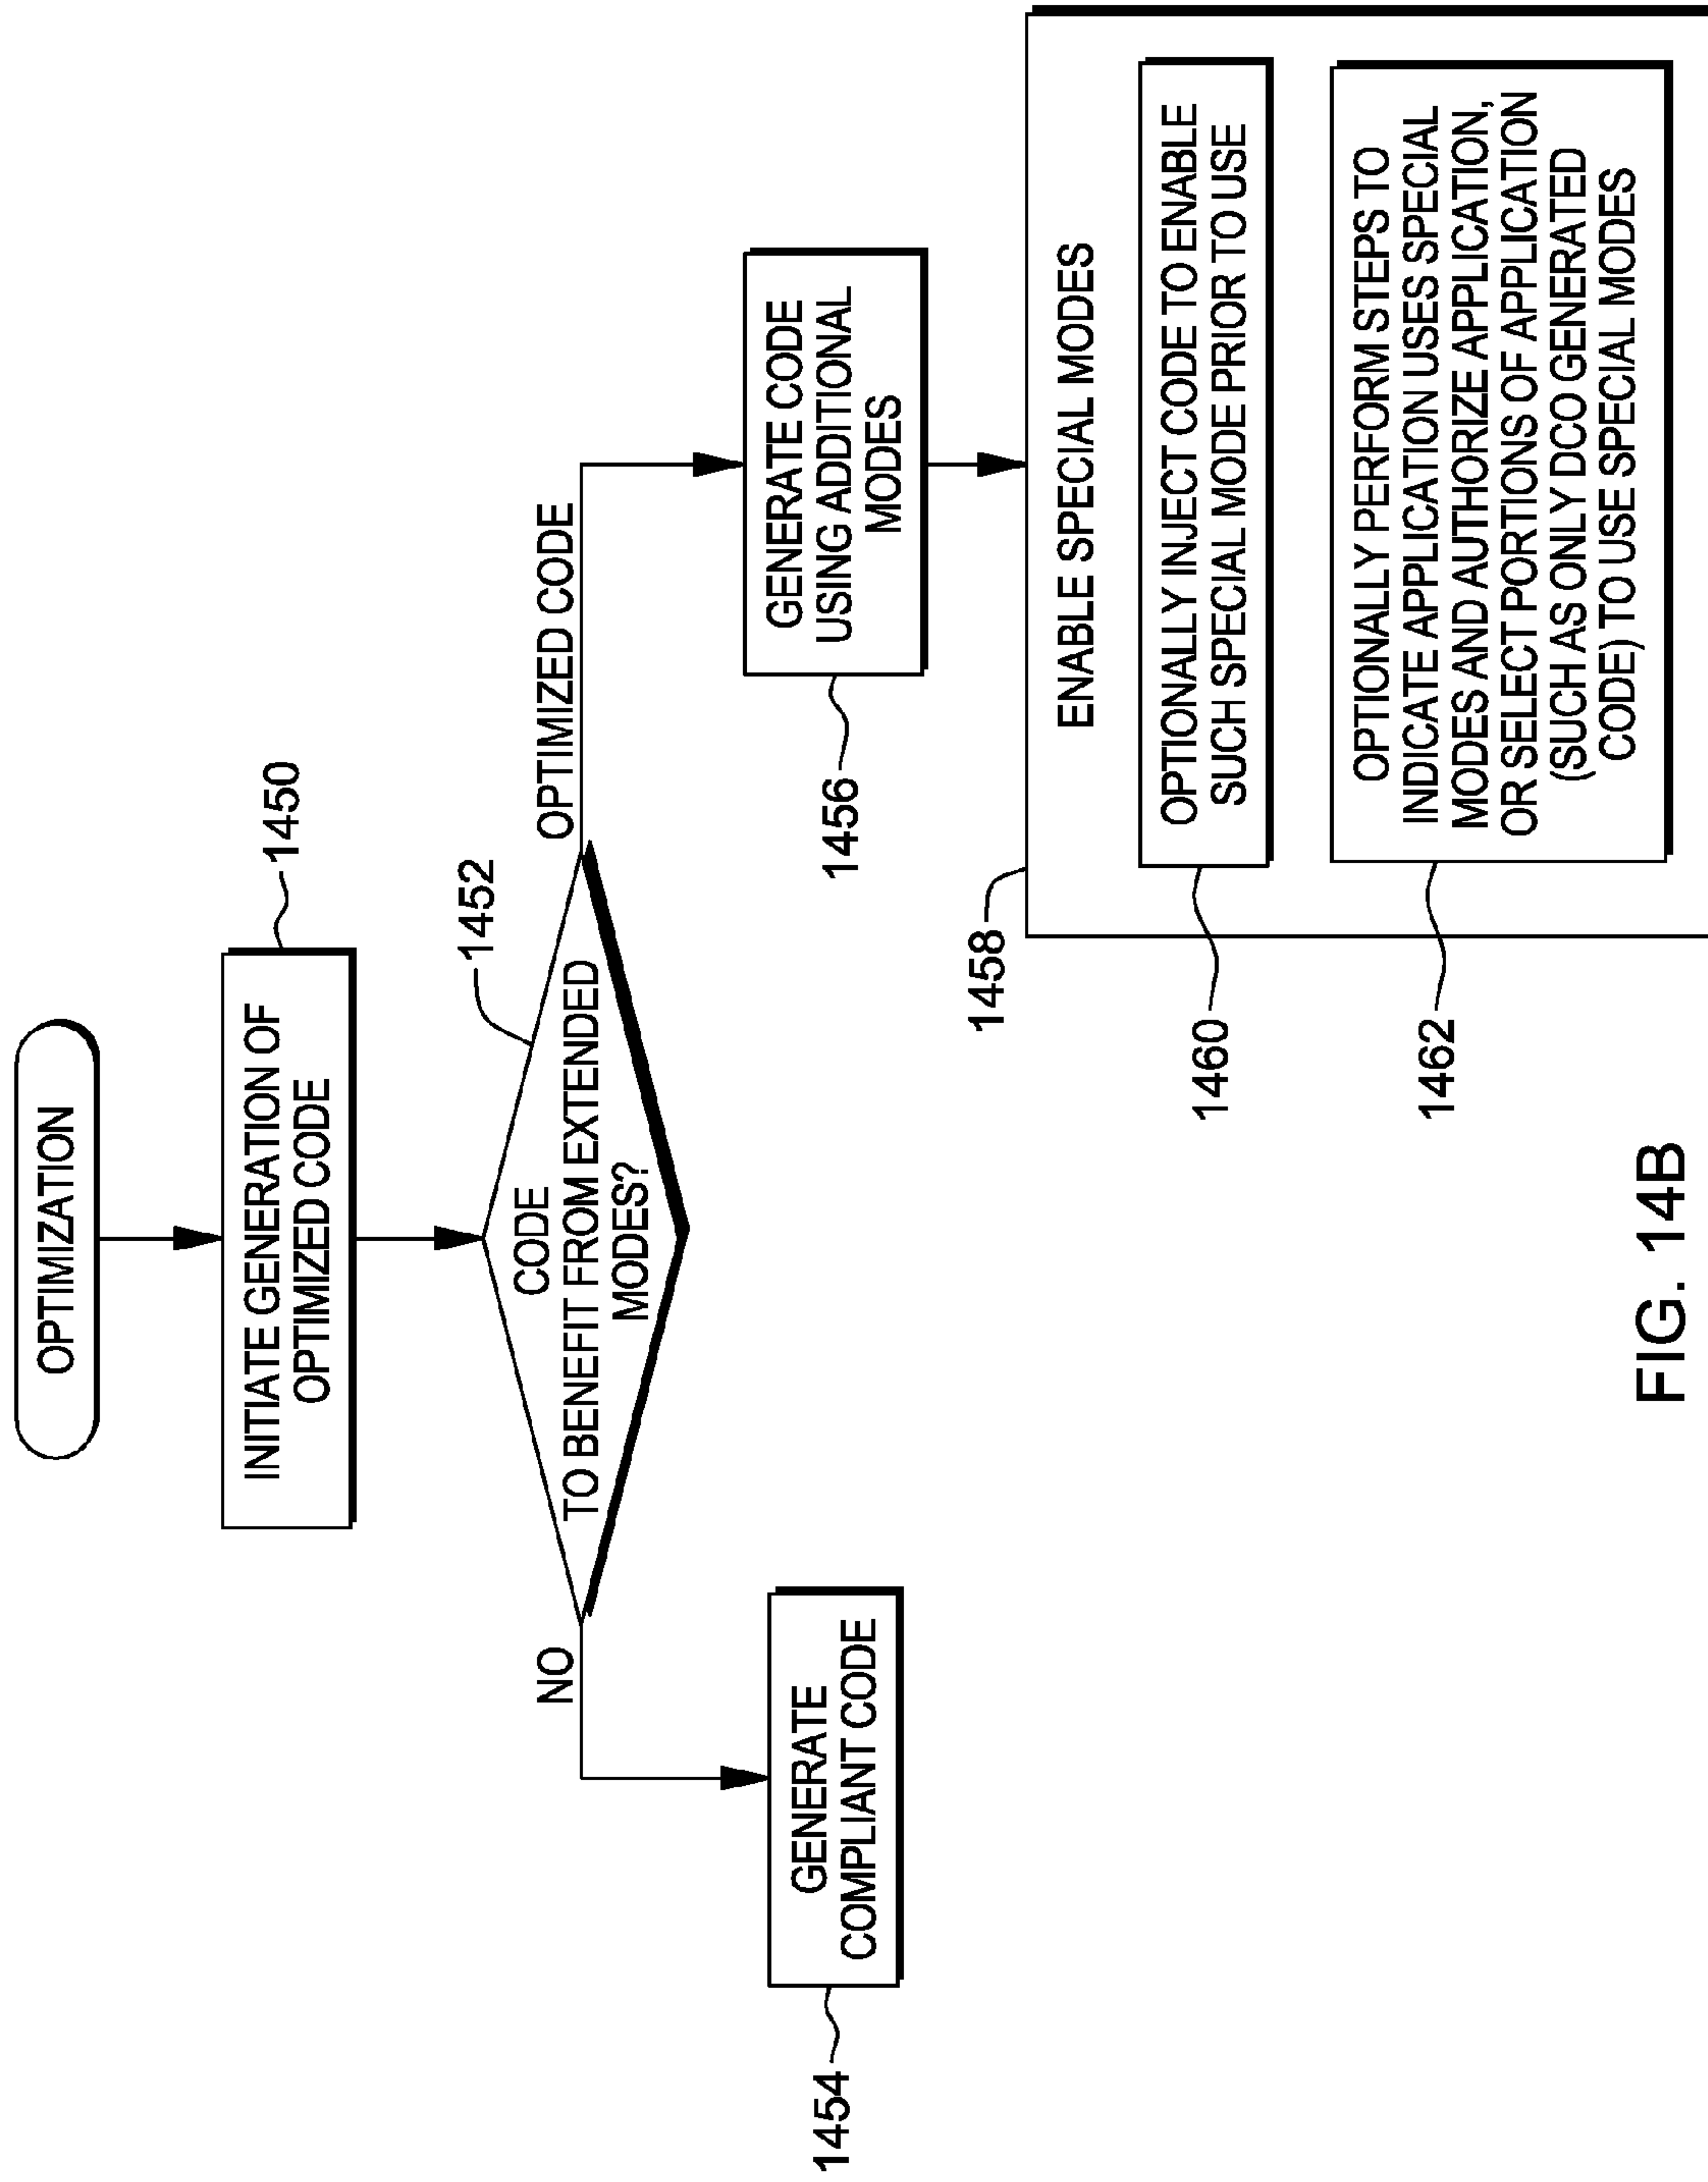 OPTIMIZATION
INITIATE GENERATION OF
OPTIMIZED CODE
1450
CODE
TO BENEFIT FROM EXTENDED
MODES?
1452
NO
OPTIMIZED CODE
GENERATE
COMPLIANT CODE
1454
GENERATE CODE
USING ADDITIONAL
MODES
1456
1458
ENABLE SPECIAL MODES
OPTIONALLY INJECT CODE TO ENABLE
SUCH SPECIAL MODE PRIOR TO USE
1460
OPTIONALLY PERFORM STEPS TO
INDICATE APPLICATION USES SPECIAL
MODES AND AUTHORIZE APPLICATION,
OR SELECT PORTIONS OF APPLICATION
(SUCH AS ONLY DCO GENERATED
CODE) TO USE SPECIAL MODES
1462
FIG. 14B